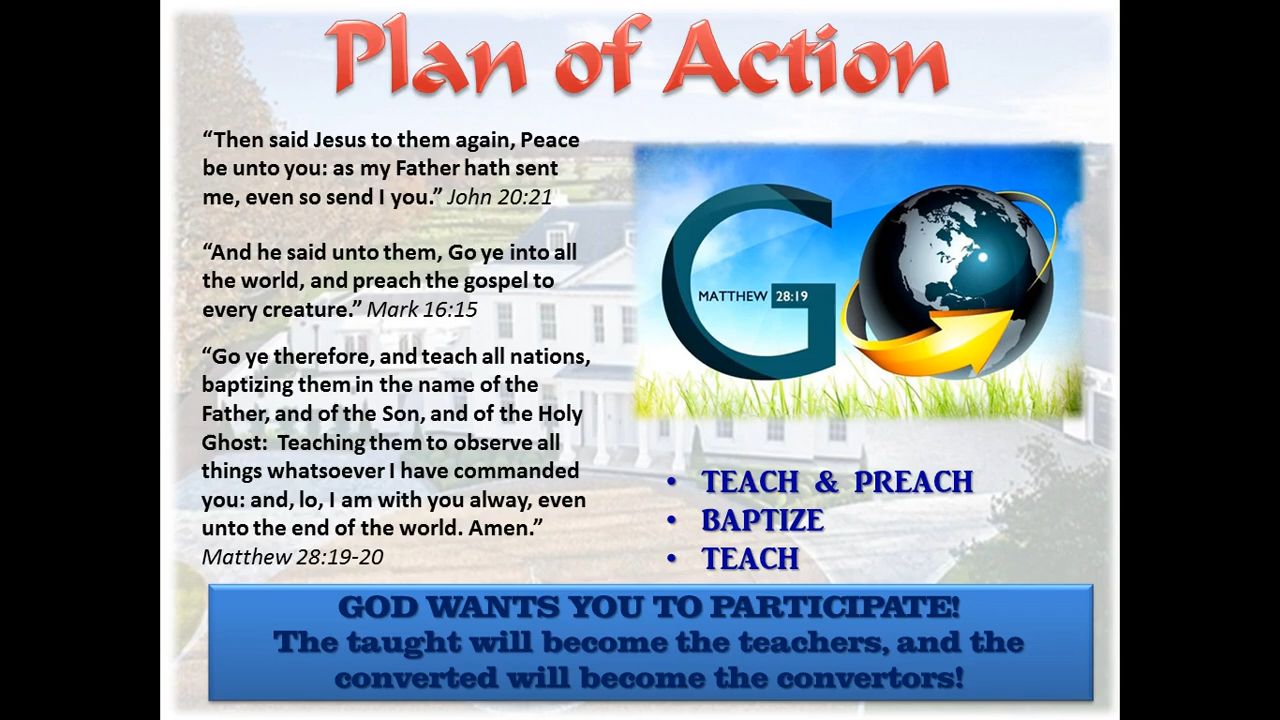 Plan of Action
“Then said Jesus to them again, Peace
be unto you: as my Father hath sent
me, even so send I you.” John 20:21
“And he said unto them, Go ye into all
the world, and preach the gospel to
every creature.” Mark 16:15
“Go ye therefore, and teach all nations,
baptizing them in the name of the
Father, and of the Son, and of the Holy
Ghost:  Teaching them to observe all
things whatsoever I have commanded
you: and, lo, I am with you alway, even
unto the end of the world. Amen.”
Matthew 28:19-20
GO
MATTHEW 28:19
• TEACH & PREACH
• BAPTIZE
• TEACH
GOD WANTS YOU TO PARTICIPATE!
The taught will become the teachers, and the
converted will become the convertors!